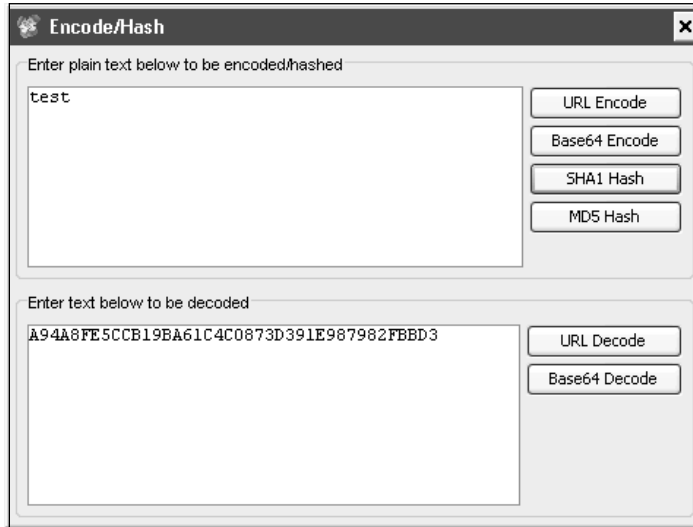 Encode/Hash
Enter plain text below to be encoded/hashed
test
URL Encode
Base64 Encode
SHA1 Hash
MD5 Hash
Enter text below to be decoded
A94A8FE5CCB19BA61C4C0873D391E987982FBBD3
URL Decode
Base64 Decode